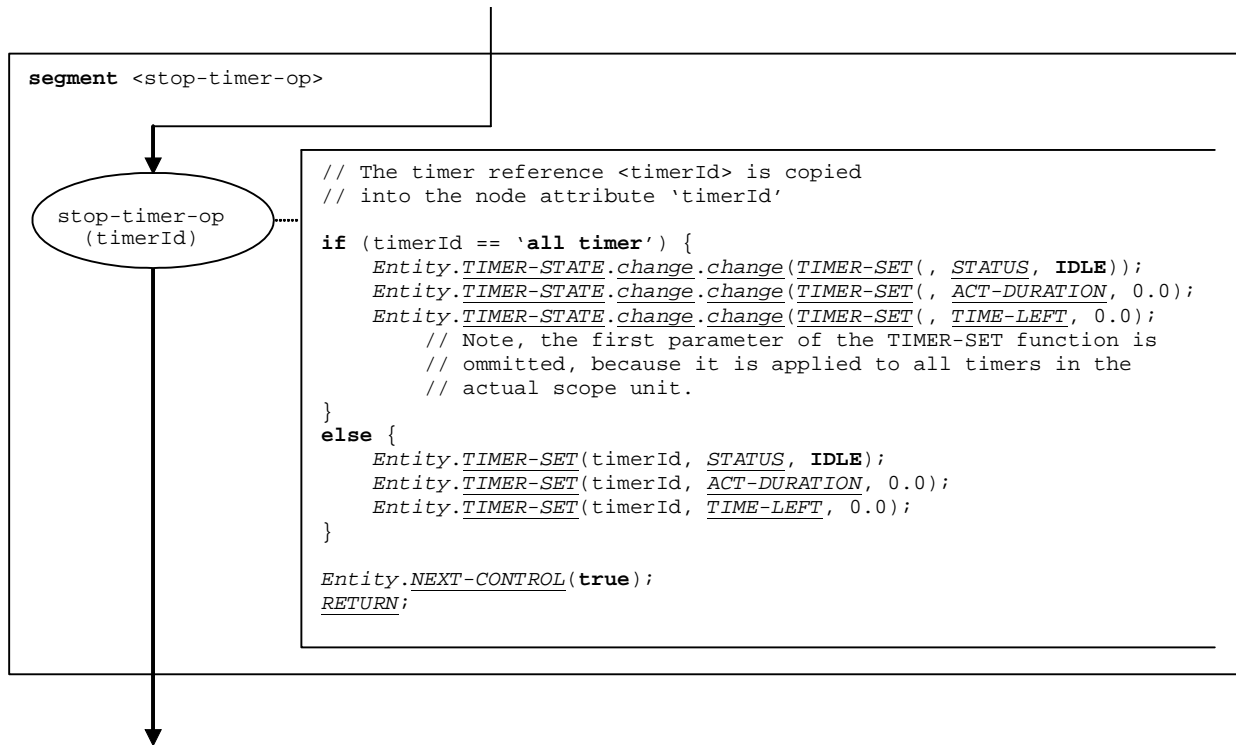 segment <stop-timer-op>
stop-timer-op
(timerId)
// The timer reference <timerId> is copied
// into the node attribute ‘timerId’
if (timerId == ‘all timer’) {
Entity.TIMER-STATE.change.change(TIMER-SET(, STATUS, IDLE));
Entity.TIMER-STATE.change.change(TIMER-SET(, ACT-DURATION, 0.0);
Entity.TIMER-STATE.change.change(TIMER-SET(, TIME-LEFT, 0.0);
// Note, the first parameter of the TIMER-SET function is
// ommitted, because it is applied to all timers in the
// actual scope unit.
}
else {
Entity.TIMER-SET(timerId, STATUS, IDLE);
Entity.TIMER-SET(timerId, ACT-DURATION, 0.0);
Entity.TIMER-SET(timerId, TIME-LEFT, 0.0);
}
Entity.NEXT-CONTROL(true);
RETURN;